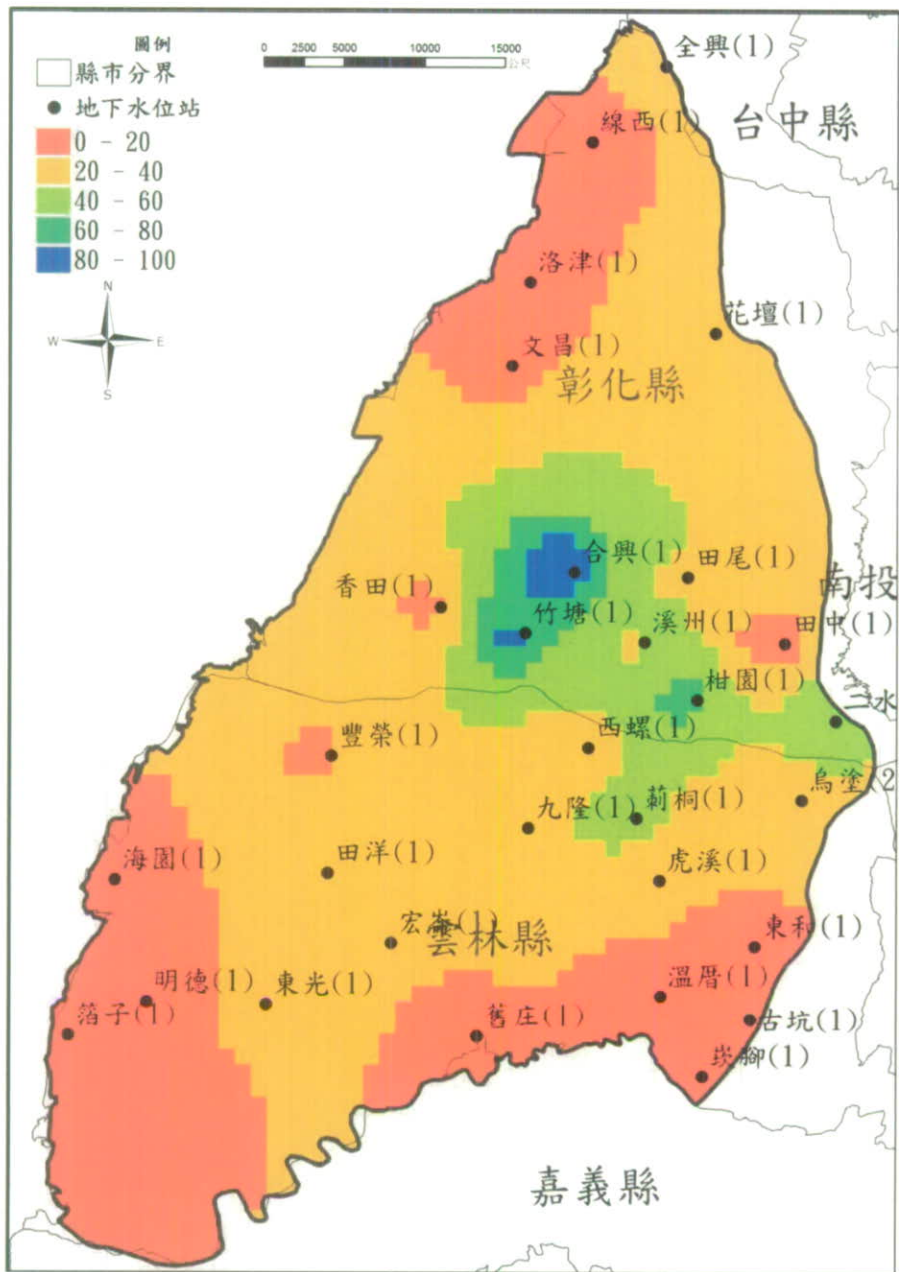 圖例
0 2500 5000 10000 15000
公尺
縣市分界
地下水位站
0 - 20
20 - 40
40 - 60
60 - 80
80 - 100
N
W E
S
全興(1)
線西(1)
台中縣
洛津(1)
花壇(1)
文昌(1)
彰化縣
合興(1)
田尾(1)
南投
香田(1)
竹塘(1)
溪州(1)
田中(1)
柑園(1)
二水
豐榮(1)
西螺(1)
烏塗(2
九隆(1)
莿桐(1)
海園(1)
田洋(1)
虎溪(1)
宏崙(1)
雲林縣
東和(1)
明德(1)
東光(1)
溫厝(1)
箔子(1)
舊庄(1)
古坑(1)
崁腳(1)
嘉義縣